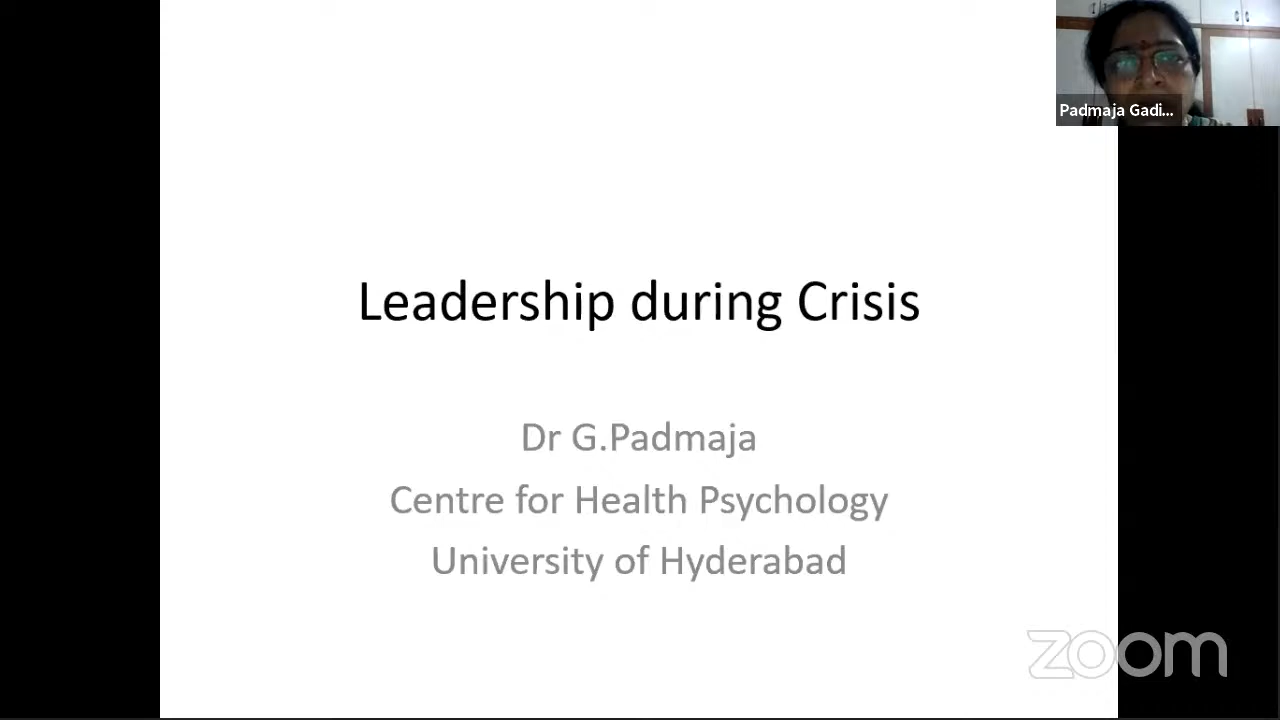 Padmaja Gadi...
Leadership during Crisis
Dr G.Padmaja
Centre for Health Psychology
University of Hyderabad
zoom